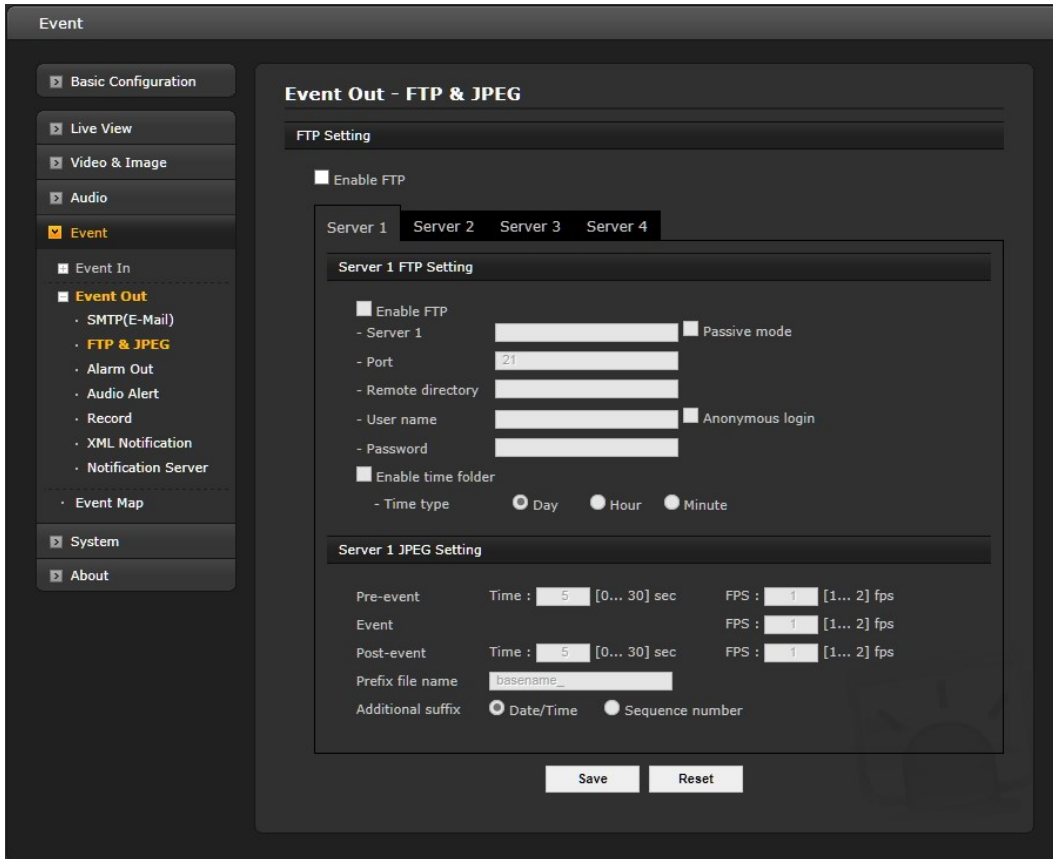 Event
Basic Configuration
Live View
Video & Image
Audio
Event
Event In
Event Out
· SMTP(E-Mail)
· FTP & JPEG
· Alarm Out
· Audio Alert
· Record
· XML Notification
· Notification Server
· Event Map
System
About
Event Out - FTP & JPEG
FTP Setting
Enable FTP
Server 1 Server 2 Server 3 Server 4
Server 1 FTP Setting
Enable FTP
- Server 1 Passive mode
- Port 21
- Remote directory
- User name Anonymous login
- Password
Enable time folder
- Time type Day Hour Minute
Server 1 JPEG Setting
Pre-event Time : 5 [0... 30] sec FPS : 1 [1... 2] fps
Event FPS : 1 [1... 2] fps
Post-event Time : 5 [0... 30] sec FPS : 1 [1... 2] fps
Prefix file name basename_
Additional suffix Date/Time Sequence number
Save Reset